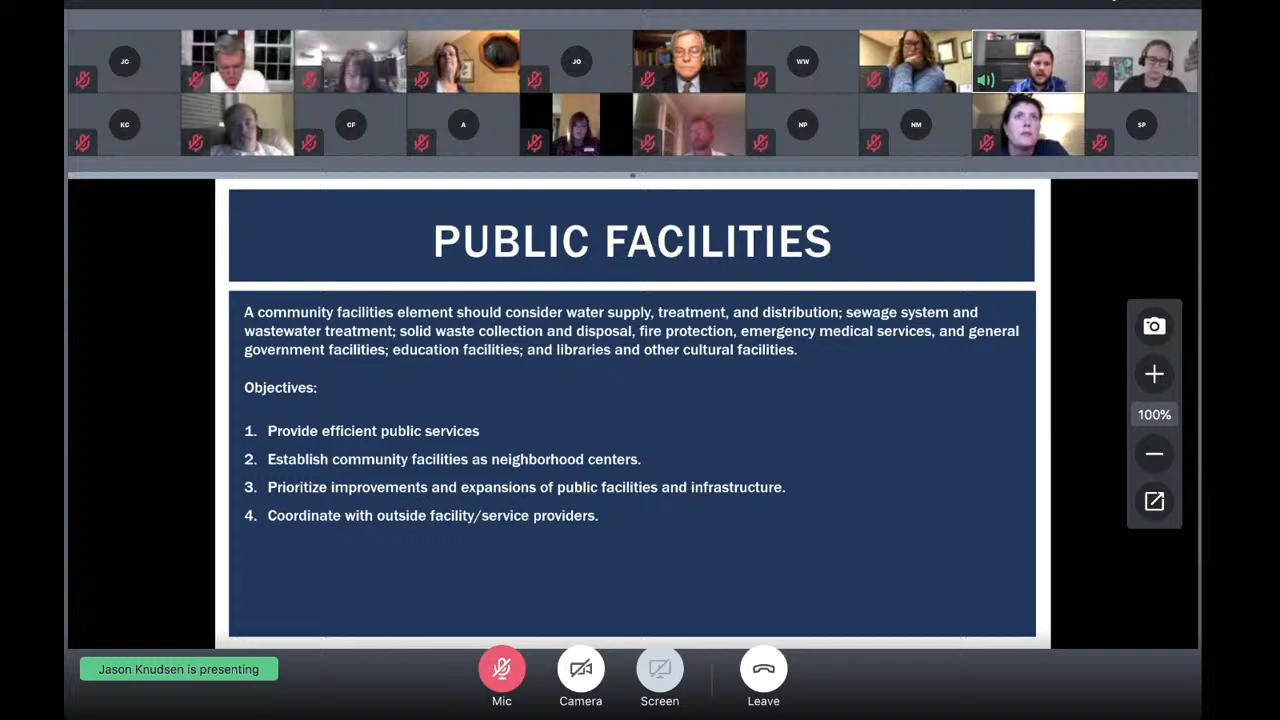 JC
JO
WW
KC
CF
A
NP
NM
SP
PUBLIC FACILITIES
A community facilities element should consider water supply, treatment, and distribution; sewage system and
wastewater treatment; solid waste collection and disposal, fire protection, emergency medical services, and general
government facilities; education facilities; and libraries and other cultural facilities.
Objectives:
1. Provide efficient public services
2. Establish community facilities as neighborhood centers.
3. Prioritize improvements and expansions of public facilities and infrastructure.
4. Coordinate with outside facility/service providers.
100%
Jason Knudsen is presenting
Mic
Camera
Screen
Leave